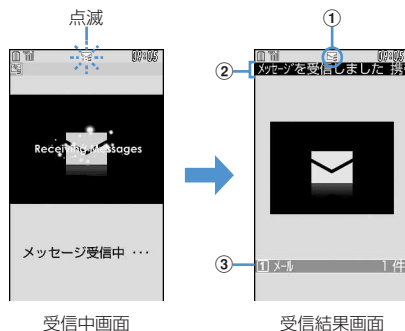 点滅
①
09:05
09:05
②
メッセージを受信しました 携
Receiving Messages
メッセージ受信中 ・・・
③
1 メール 1件
受信中画面
受信結果画面